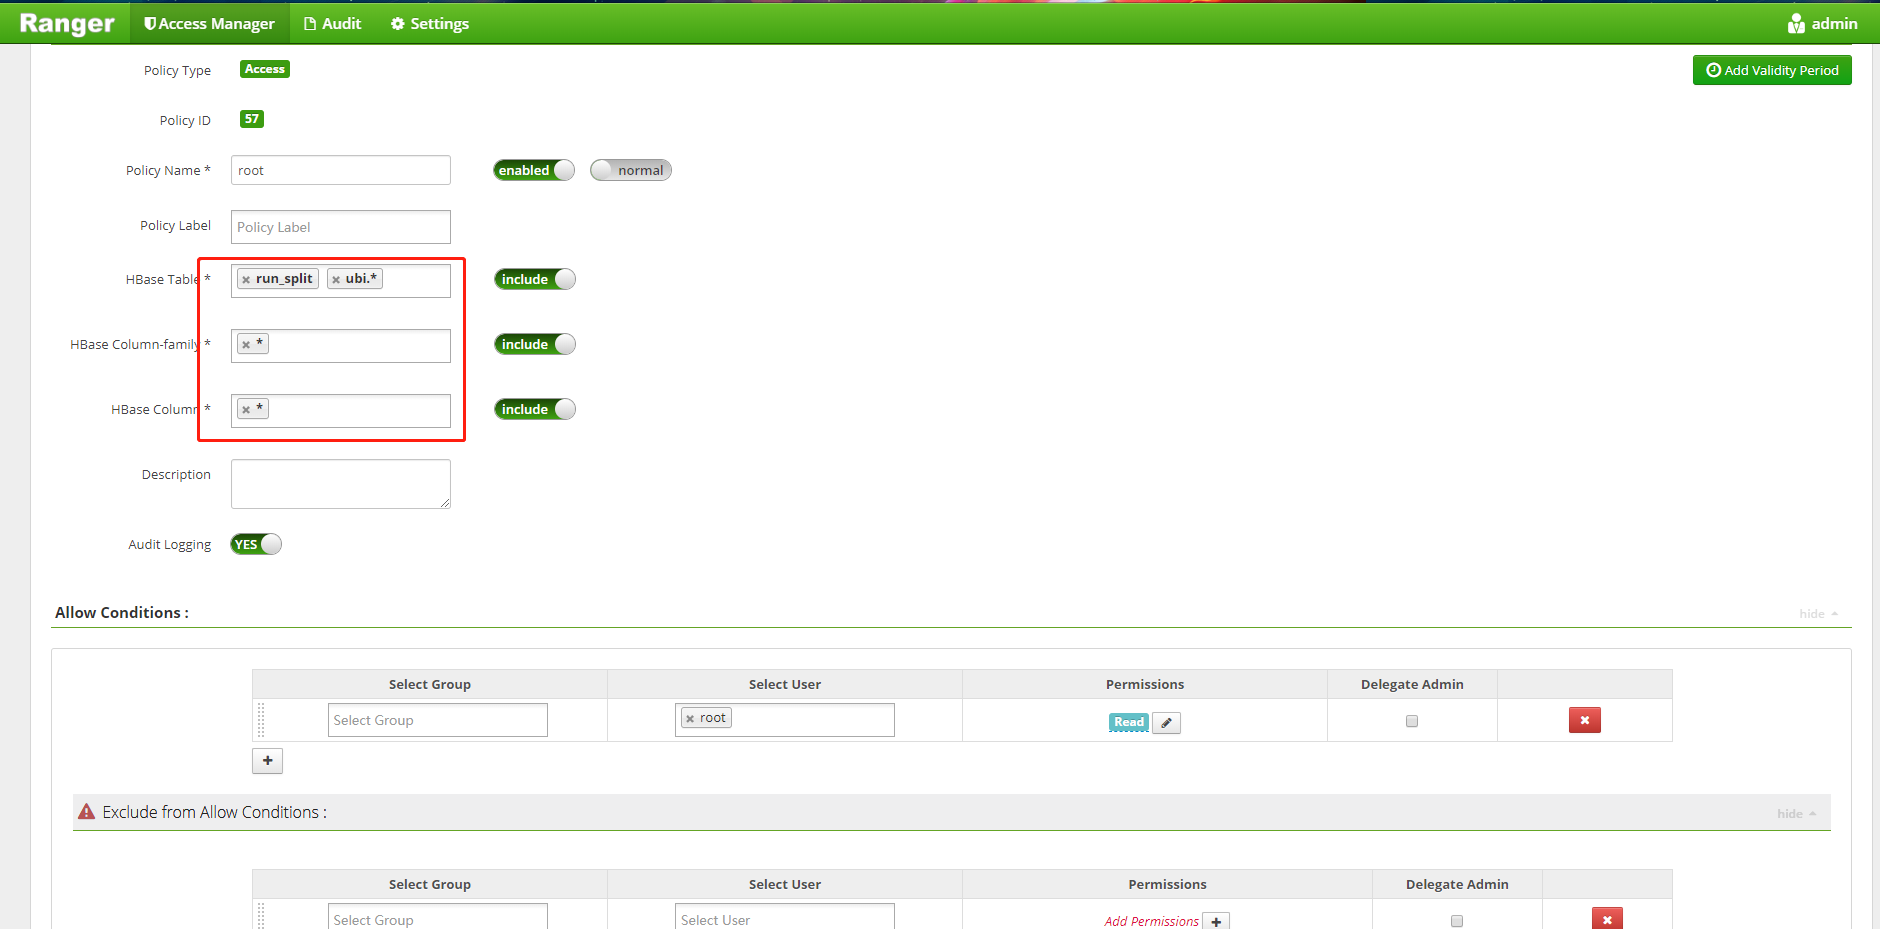 Ranger Access Manager Audit Settings admin
Policy Type Access Add Validity Period
Policy ID 57
Policy Name * root enabled normal
Policy Label Policy Label
HBase Table * × run_split × ubi.* include
HBase Column-family * × * include
HBase Column * × * include
Description
Audit Logging YES
Allow Conditions : hide
Select Group Select User Permissions Delegate Admin
Select Group × root Read
+
Exclude from Allow Conditions : hide
Select Group Select User Permissions Delegate Admin
Select Group Select User Add Permissions +